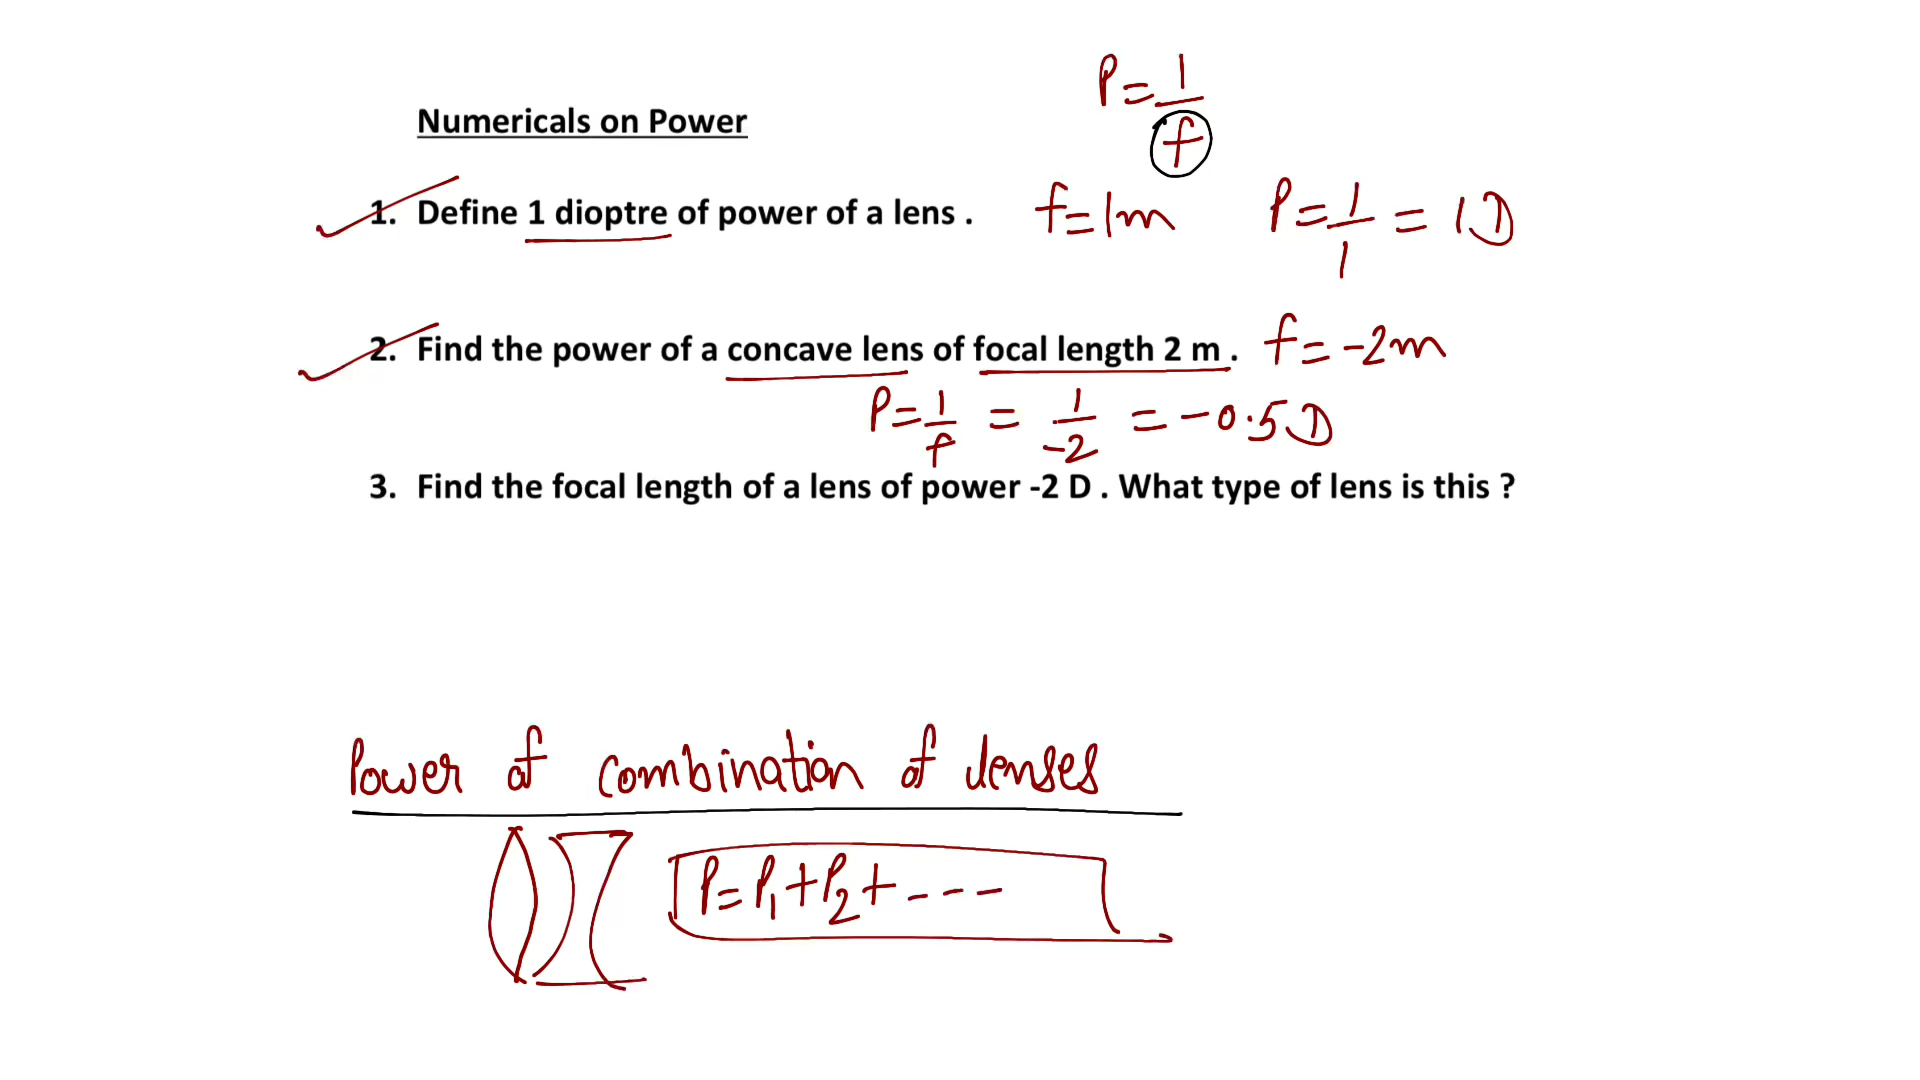 P = 1/f
Numericals on Power
1. Define 1 dioptre of power of a lens . f = 1m P = 1/1 = 1D
2. Find the power of a concave lens of focal length 2 m . f = -2m
P = 1/f = 1/-2 = -0.5D
3. Find the focal length of a lens of power -2 D . What type of lens is this ?
Power of combination of lenses
P = P₁ + P₂ + ---